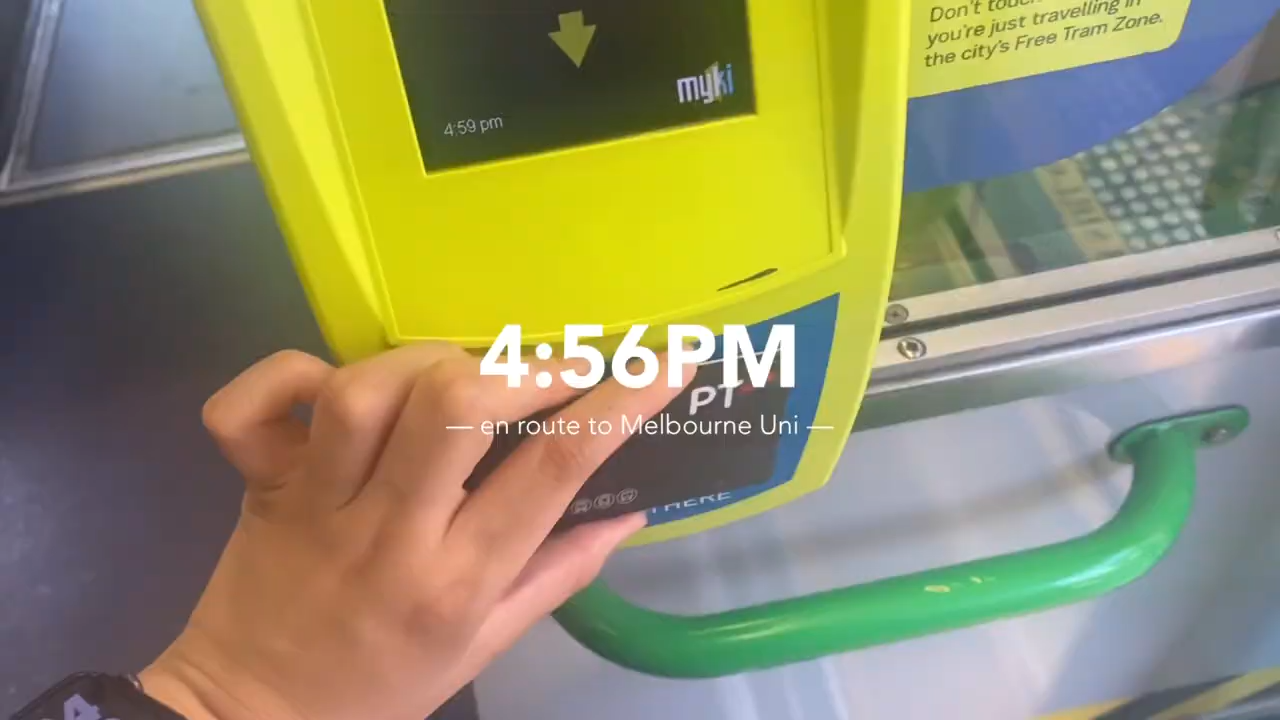 Don't touch
you're just travelling in
the city's Free Tram Zone.
myki
4:59 pm
4:56PM
PT
— en route to Melbourne Uni —
HERE
4